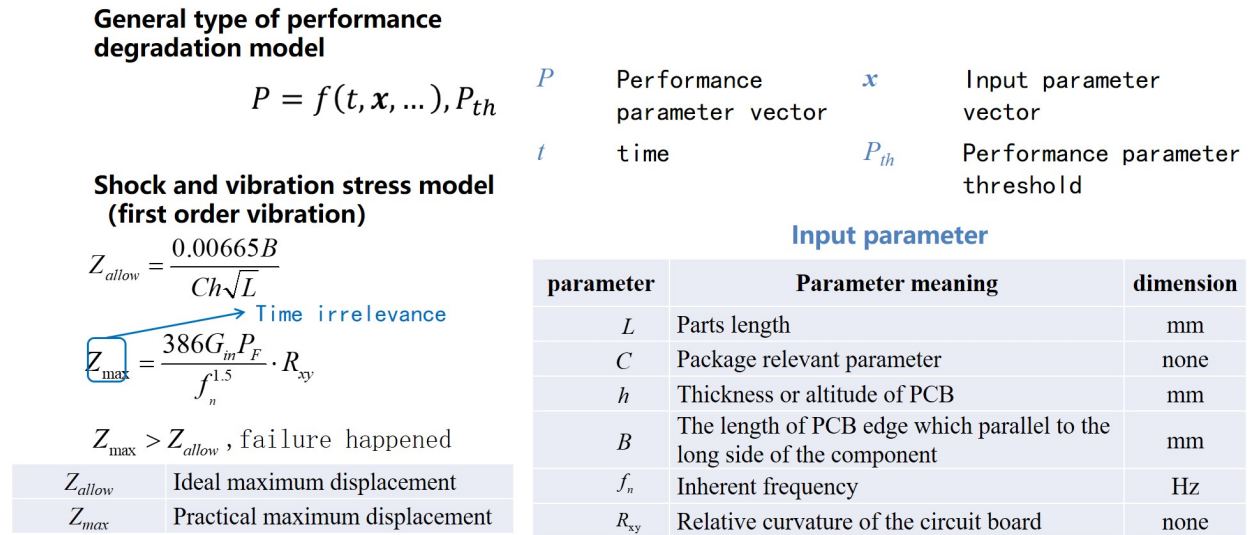 General type of performance
degradation model
P = f(t, x, …), P_th
P Performance parameter vector
x Input parameter vector
t time
P_th Performance parameter threshold
Shock and vibration stress model
(first order vibration)
Z_allow = 0.00665B / Ch√L
Time irrelevance
Z_max = 386G_in P_F / f_n^1.5 · R_xy
Z_max > Z_allow , failure happened
Z_allow Ideal maximum displacement
Z_max Practical maximum displacement
Input parameter
parameter Parameter meaning dimension
L Parts length mm
C Package relevant parameter none
h Thickness or altitude of PCB mm
B The length of PCB edge which parallel to the long side of the component mm
f_n Inherent frequency Hz
R_xy Relative curvature of the circuit board none